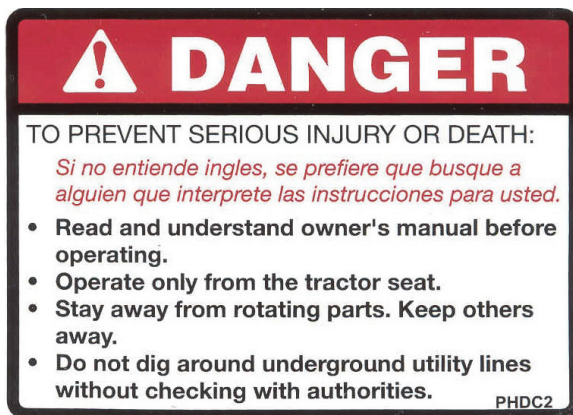 DANGER
TO PREVENT SERIOUS INJURY OR DEATH:
Si no entiende ingles, se prefiere que busque a
alguien que interprete las instrucciones para usted.
• Read and understand owner's manual before
operating.
• Operate only from the tractor seat.
• Stay away from rotating parts. Keep others
away.
• Do not dig around underground utility lines
without checking with authorities.
PHDC2